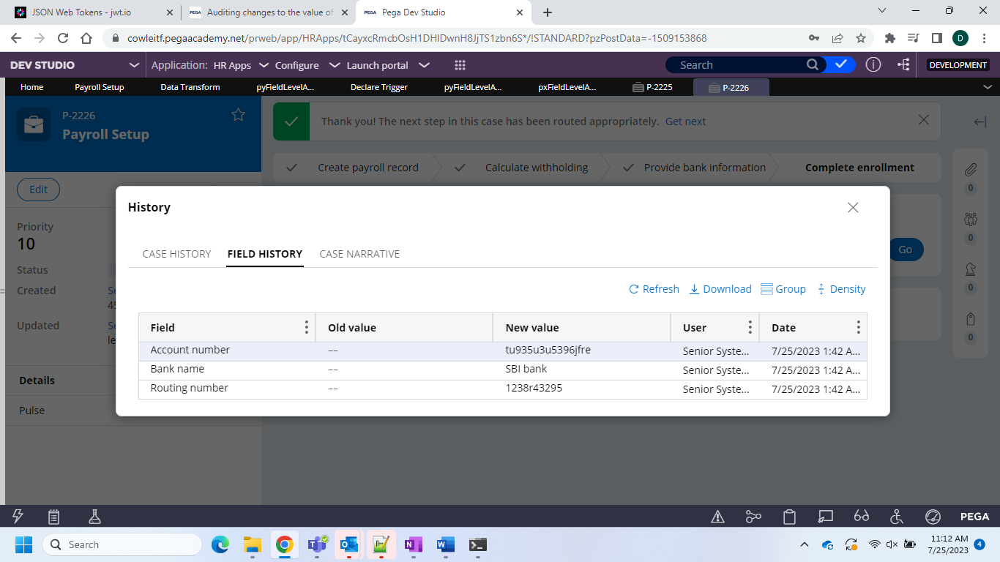 JSON Web Tokens - jwt.io
PEGA Auditing changes to the value of
PEGA Pega Dev Studio
cowleitf.pegaacademy.net/prweb/app/HRApps/tCayxcRmcbOsH1DHIDwnH8JjTS1zbn6S*/!STANDARD?pzPostData=-1509153868
D
DEV STUDIO Application: HR Apps Configure Launch portal Search DEVELOPMENT
Home Payroll Setup Data Transform pyFieldLevelA... Declare Trigger pyFieldLevelA... pxFieldLevelA... P-2225 P-2226
P-2226
Payroll Setup
Thank you! The next step in this case has been routed appropriately. Get next
Create payroll record Calculate withholding Provide bank information Complete enrollment
Edit
Priority
10
Status
Created
Updated
Details
Pulse
Go
0
0
0
0
History
CASE HISTORY FIELD HISTORY CASE NARRATIVE
Refresh Download Group Density
Field Old value New value User Date
Account number –– tu935u3u5396jfre Senior Syste... 7/25/2023 1:42 A...
Bank name –– SBI bank Senior Syste... 7/25/2023 1:42 A...
Routing number –– 1238r43295 Senior Syste... 7/25/2023 1:42 A...
PEGA
Search
11:12 AM
7/25/2023
4